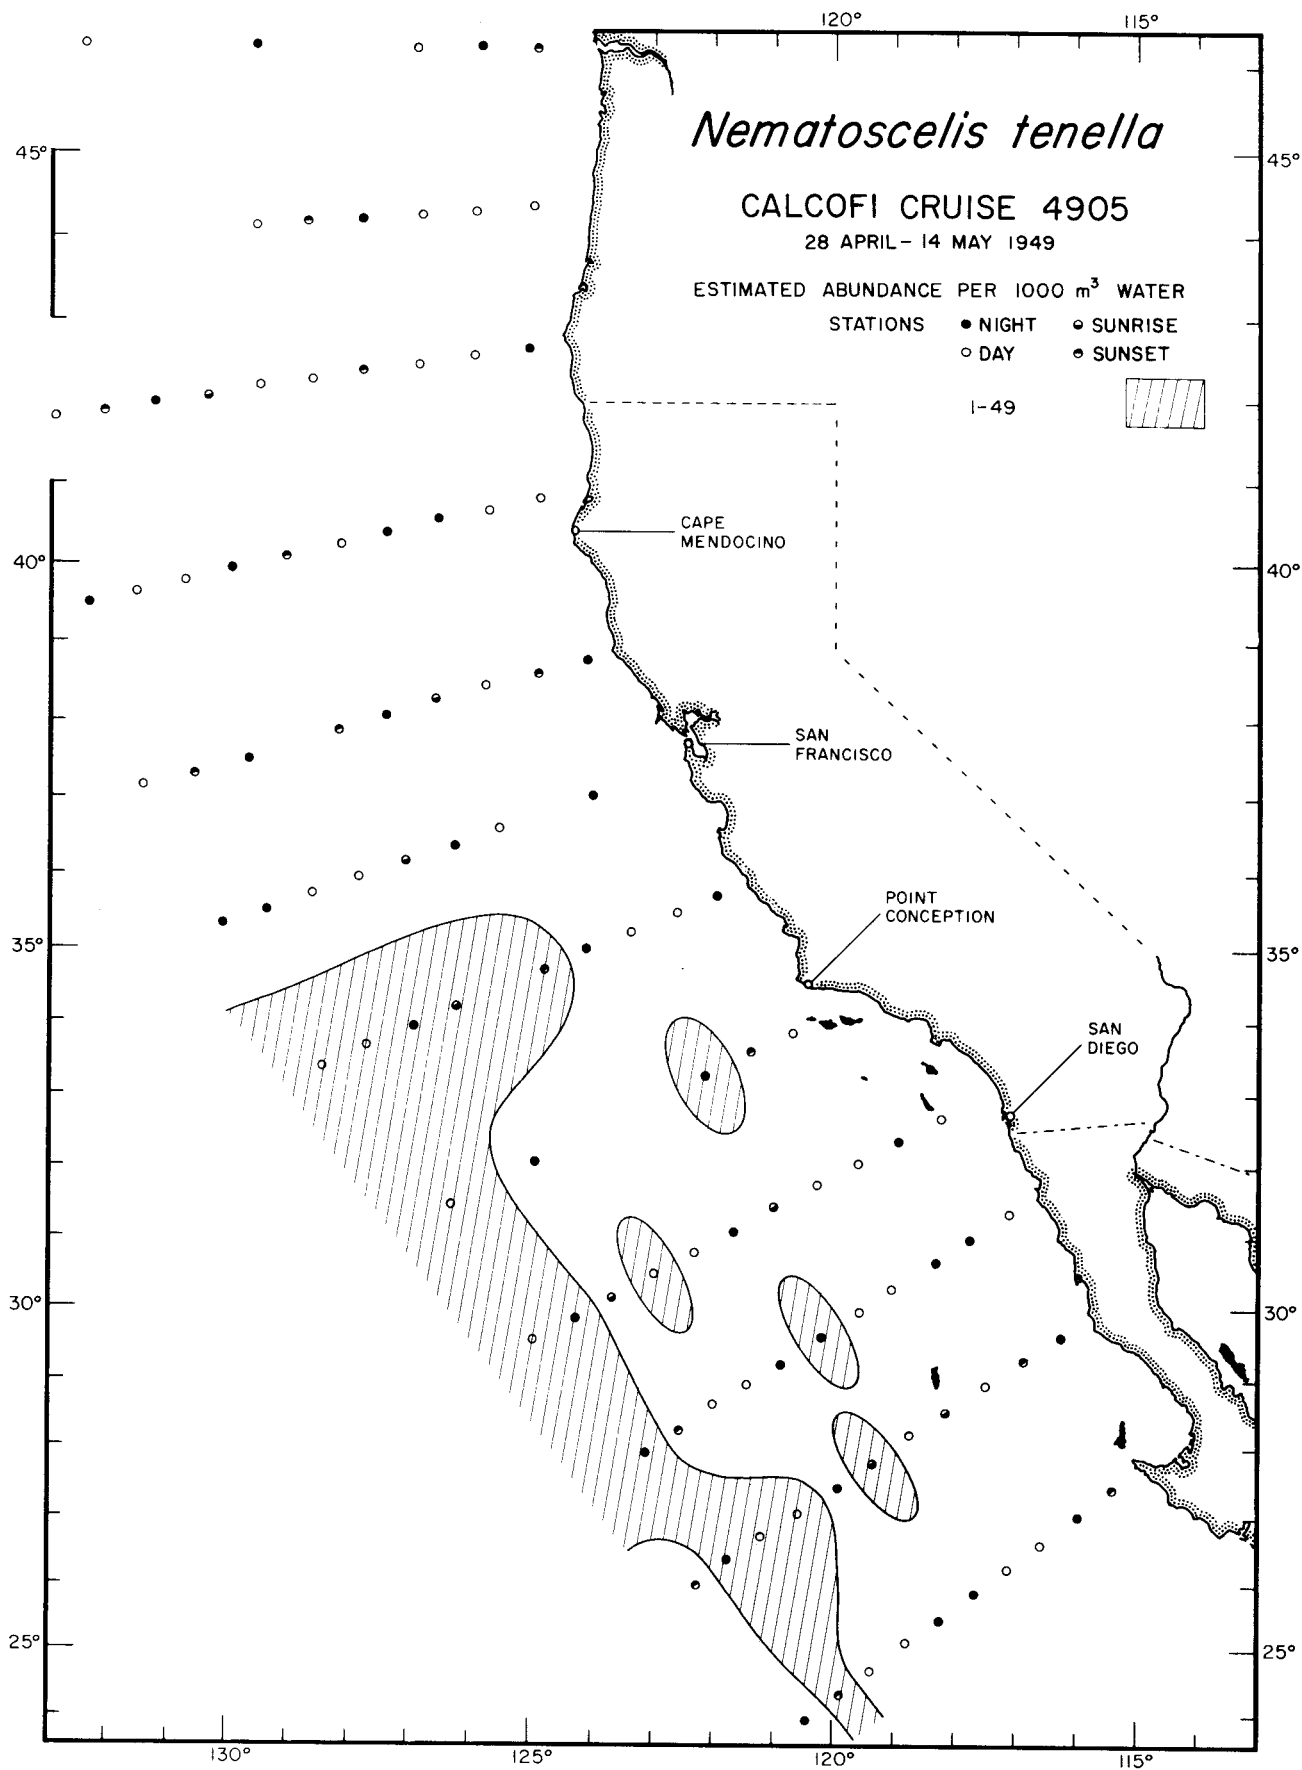 120° 115°
Nematoscelis tenella
45° 45°
CALCOFI CRUISE 4905
28 APRIL – 14 MAY 1949
ESTIMATED ABUNDANCE PER 1000 m³ WATER
STATIONS ● NIGHT ◒ SUNRISE
○ DAY ◓ SUNSET
1–49
CAPE
MENDOCINO
40° 40°
SAN
FRANCISCO
POINT
CONCEPTION
35° 35°
SAN
DIEGO
30° 30°
25° 25°
130° 125° 120° 115°